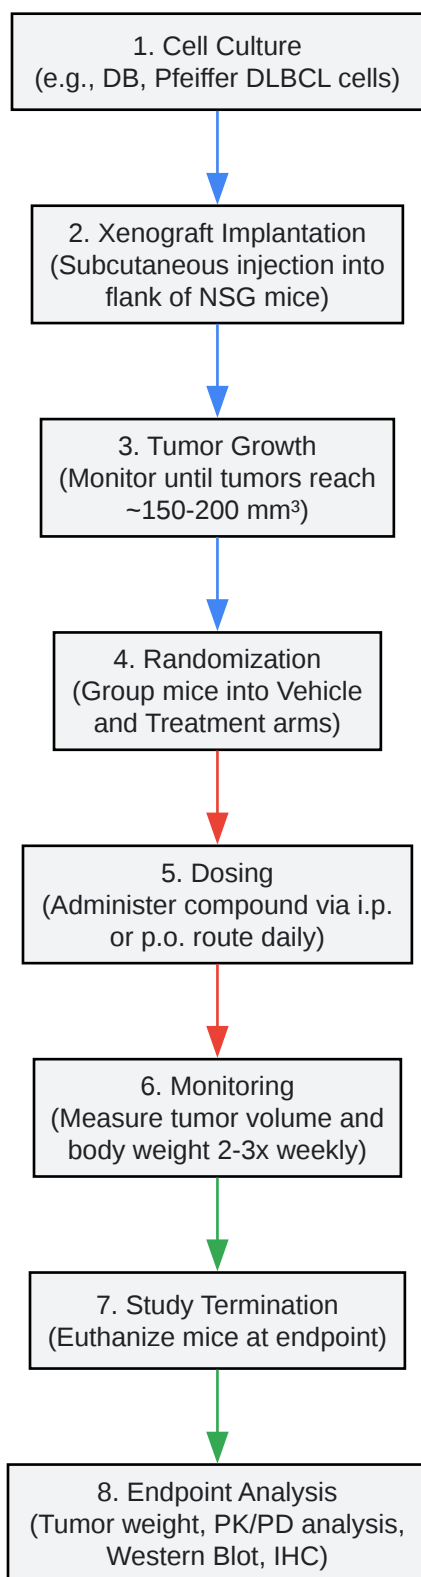 1. Cell Culture
(e.g., DB, Pfeiffer DLBCL cells)
2. Xenograft Implantation
(Subcutaneous injection into
flank of NSG mice)
3. Tumor Growth
(Monitor until tumors reach
~150-200 mm³)
4. Randomization
(Group mice into Vehicle
and Treatment arms)
5. Dosing
(Administer compound via i.p.
or p.o. route daily)
6. Monitoring
(Measure tumor volume and
body weight 2-3x weekly)
7. Study Termination
(Euthanize mice at endpoint)
8. Endpoint Analysis
(Tumor weight, PK/PD analysis,
Western Blot, IHC)